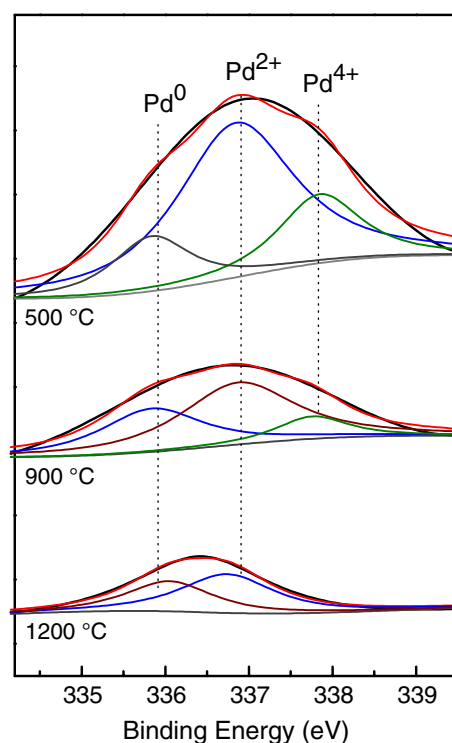 Pd⁰ Pd²⁺ Pd⁴⁺
500 °C
900 °C
1200 °C
335 336 337 338 339
Binding Energy (eV)